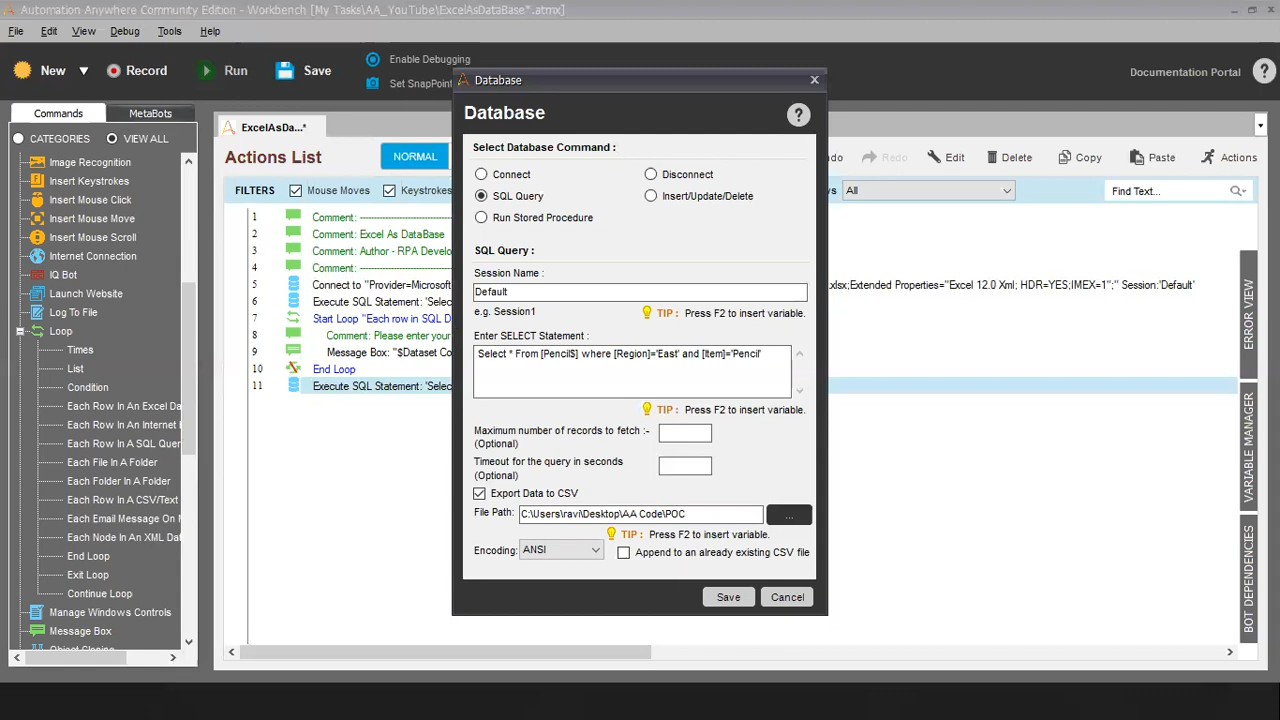 Automation Anywhere Community Edition - Workbench [My Tasks\AA_YouTube\ExcelAsDataBase*.atmx]
File Edit View Debug Tools Help
New Record Run Save
Enable Debugging
Set SnapPoint
Documentation Portal ?
Commands MetaBots
CATEGORIES VIEW ALL
Image Recognition
Insert Keystrokes
Insert Mouse Click
Insert Mouse Move
Insert Mouse Scroll
Internet Connection
IQ Bot
Launch Website
Log To File
Loop
Times
List
Condition
Each Row In An Excel Da
Each Row In An Internet I
Each Row In A SQL Quer
Each File In A Folder
Each Folder In A Folder
Each Row In A CSV/Text
Each Email Message On
Each Node In An XML Dat
End Loop
Exit Loop
Continue Loop
Manage Windows Controls
Message Box
Object Cloning
ExcelAsDa...*
Actions List NORMAL
Redo Edit Delete Copy Paste Actions
FILTERS Mouse Moves Keystrokes All Find Text...
1 Comment: ---
2 Comment: Excel As DataBase
3 Comment: Author - RPA Develo
4 Comment: ---
5 Connect to "Provider=Microsof .xlsx;Extended Properties="Excel 12.0 Xml; HDR=YES;IMEX=1";" Session:'Default'
6 Execute SQL Statement: 'Selec
7 Start Loop "Each row in SQL D
8 Comment: Please enter your
9 Message Box: "$Dataset Co
10 End Loop
11 Execute SQL Statement: 'Selec
Database x
Database ?
Select Database Command :
Connect Disconnect
SQL Query Insert/Update/Delete
Run Stored Procedure
SQL Query :
Session Name :
Default
e.g. Session1 TIP : Press F2 to insert variable.
Enter SELECT Statement :
Select * From [Pencil$] where [Region]='East' and [Item]='Pencil'
TIP : Press F2 to insert variable.
Maximum number of records to fetch :-
(Optional)
Timeout for the query in seconds
(Optional)
Export Data to CSV
File Path: C:\Users\ravi\Desktop\AA Code\POC ...
TIP : Press F2 to insert variable.
Encoding: ANSI Append to an already existing CSV file
Save Cancel
ERROR VIEW
VARIABLE MANAGER
BOT DEPENDENCIES